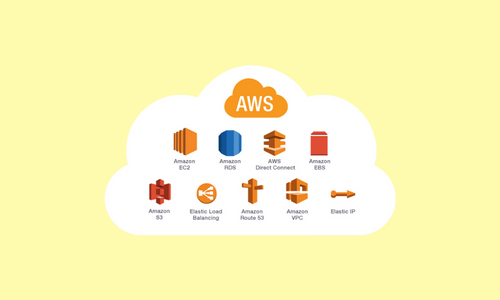 AWS
Amazon
EC2
Amazon
RDS
AWS
Direct Connect
Amazon
EBS
Amazon
S3
Elastic Load
Balancing
Amazon
Route 53
Amazon
VPC
Elastic IP